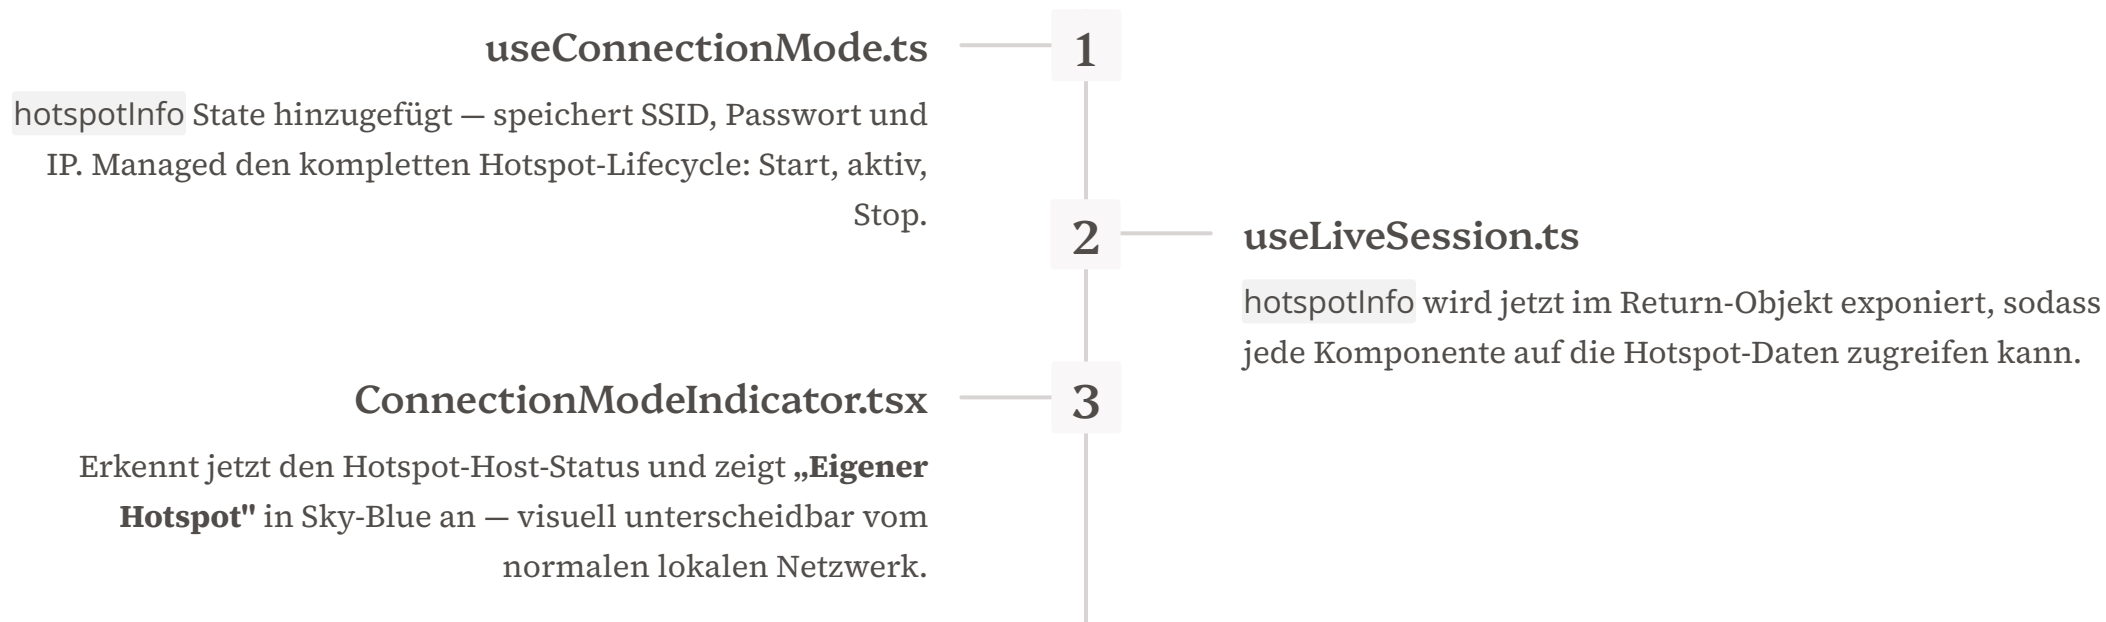 useConnectionMode.ts
1
hotspotInfo State hinzugefügt — speichert SSID, Passwort und
IP. Managed den kompletten Hotspot-Lifecycle: Start, aktiv,
Stop.
2
useLiveSession.ts
hotspotInfo wird jetzt im Return-Objekt exponiert, sodass
jede Komponente auf die Hotspot-Daten zugreifen kann.
ConnectionModeIndicator.tsx
3
Erkennt jetzt den Hotspot-Host-Status und zeigt „Eigener
Hotspot" in Sky-Blue an — visuell unterscheidbar vom
normalen lokalen Netzwerk.